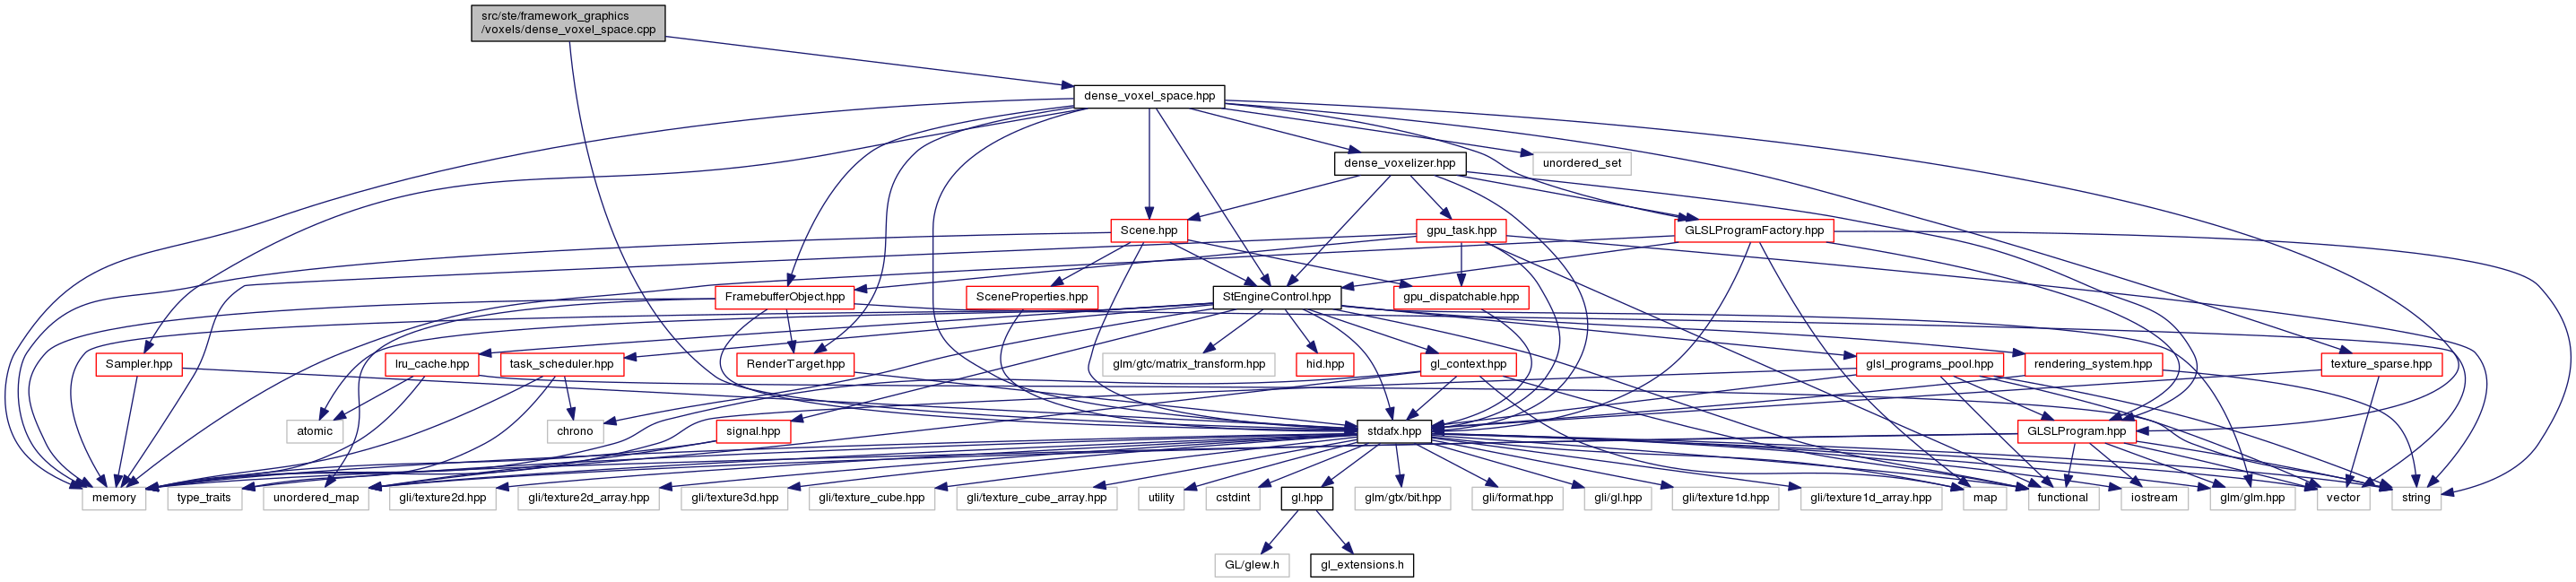 src/ste/framework_graphics
/voxels/dense_voxel_space.cpp
dense_voxel_space.hpp
dense_voxelizer.hpp
unordered_set
Scene.hpp
gpu_task.hpp
GLSLProgramFactory.hpp
FramebufferObject.hpp
SceneProperties.hpp
StEngineControl.hpp
gpu_dispatchable.hpp
Sampler.hpp
lru_cache.hpp
task_scheduler.hpp
RenderTarget.hpp
glm/gtc/matrix_transform.hpp
hid.hpp
gl_context.hpp
glsl_programs_pool.hpp
rendering_system.hpp
texture_sparse.hpp
atomic
chrono
signal.hpp
stdafx.hpp
GLSLProgram.hpp
memory
type_traits
unordered_map
gli/texture2d.hpp
gli/texture2d_array.hpp
gli/texture3d.hpp
gli/texture_cube.hpp
gli/texture_cube_array.hpp
utility
cstdint
gl.hpp
glm/gtx/bit.hpp
gli/format.hpp
gli/gl.hpp
gli/texture1d.hpp
gli/texture1d_array.hpp
map
functional
iostream
glm/glm.hpp
vector
string
GL/glew.h
gl_extensions.h